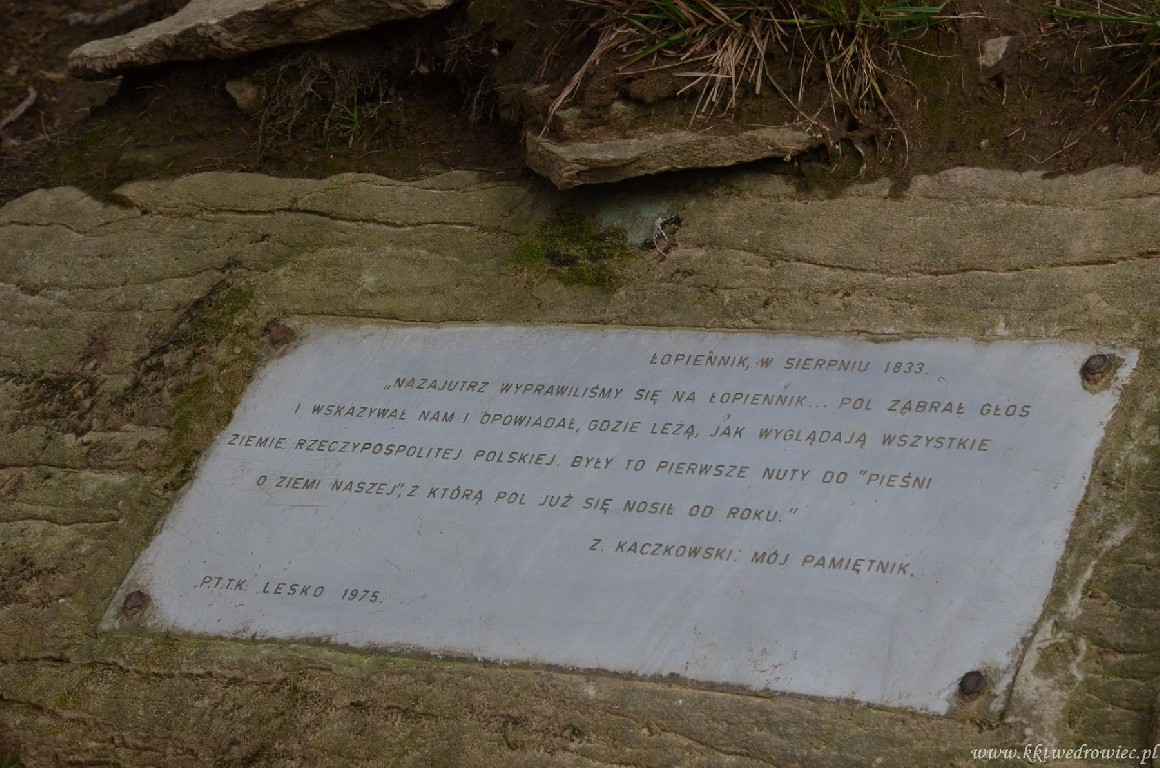 ŁOPIENNIK, W SIERPNIU 1833.
„NAZAJUTRZ WYPRAWILIŚMY SIĘ NA ŁOPIENNIK... POL ZABRAŁ GŁOS
I WSKAZYWAŁ NAM I OPOWIADAŁ, GDZIE LEŻĄ, JAK WYGLĄDAJĄ WSZYSTKIE
ZIEMIE RZECZYPOSPOLITEJ POLSKIEJ. BYŁY TO PIERWSZE NUTY DO "PIEŚNI
O ZIEMI NASZEJ", Z KTÓRĄ POL JUŻ SIĘ NOSIŁ OD ROKU."
Z. KACZKOWSKI: MÓJ PAMIĘTNIK.
P.T.T.K. LESKO 1975.
www.kktwedrowiec.pl